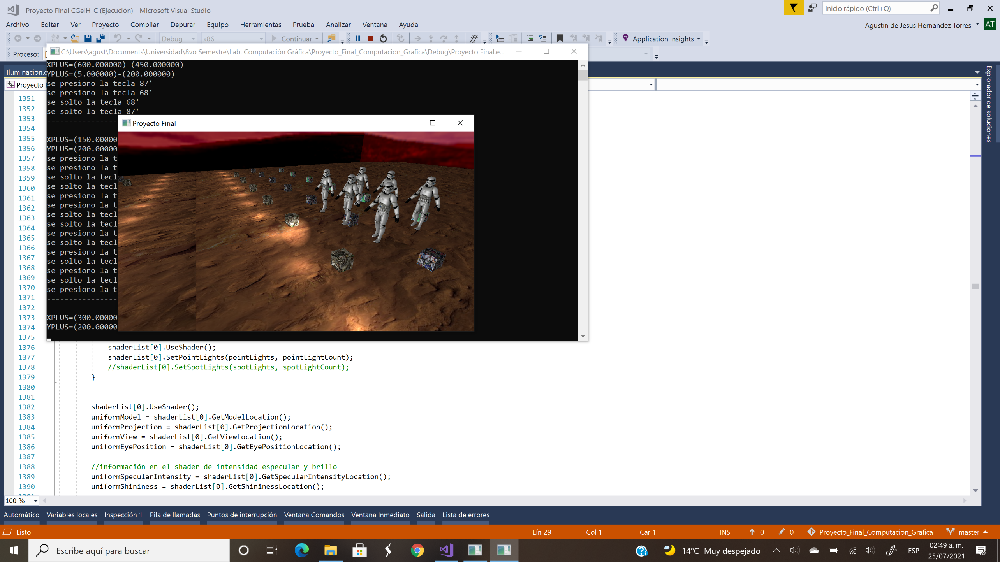 Proyecto Final CGeIH-C (Ejecución) - Microsoft Visual Studio
Inicio rápido (Ctrl+Q)
Archivo Editar Ver Proyecto Compilar Depurar Equipo Herramientas Prueba Analizar Ventana Ayuda
Agustin de Jesus Hernandez Torres AT
Debug x86 Continuar Application Insights
Proceso:
C:\Users\agust\Documents\Universidad\8vo Semestre\Lab. Computación Gráfica\Proyecto_Final_Computacion_Grafica\Debug\Proyecto Final.e...
Iluminacion.c
Proyecto
Explorador de soluciones
XPLUS=(600.000000)-(450.000000)
YPLUS=(5.000000)-(200.000000)
se presiono la tecla 87'
se presiono la tecla 68'
se solto la tecla 68'
se solto la tecla 87'
----------------
Proyecto Final
XPLUS=(150.00000
YPLUS=(200.00000
se presiono la t
se presiono la t
se solto la tecl
se solto la tecl
se presiono la t
se presiono la t
se solto la tecl
se solto la tecl
se presiono la t
se solto la tecl
se presiono la t
se solto la tecl
se presiono la t
se solto la tecl
se presiono la t
----------------
XPLUS=(300.00000
YPLUS=(200.00000
1351
1352
1353
1354
1355
1356
1357
1358
1359
1360
1361
1362
1363
1364
1365
1366
1367
1368
1369
1370
1371
1372
1373
1374
1375
1376 shaderList[0].UseShader();
1377 shaderList[0].SetPointLights(pointLights, pointLightCount);
1378 //shaderList[0].SetSpotLights(spotLights, spotLightCount);
1379 }
1380
1381
1382 shaderList[0].UseShader();
1383 uniformModel = shaderList[0].GetModelLocation();
1384 uniformProjection = shaderList[0].GetProjectionLocation();
1385 uniformView = shaderList[0].GetViewLocation();
1386 uniformEyePosition = shaderList[0].GetEyePositionLocation();
1387
1388 //información en el shader de intensidad especular y brillo
1389 uniformSpecularIntensity = shaderList[0].GetSpecularIntensityLocation();
1390 uniformShininess = shaderList[0].GetShininessLocation();
100 %
Automático Variables locales Inspección 1 Pila de llamadas Puntos de interrupción Ventana Comandos Ventana Inmediato Salida Lista de errores
Listo Lín 29 Col 1 Car 1 INS 0 0 Proyecto_Final_Computacion_Grafica master
Escribe aquí para buscar
14°C Muy despejado ESP 02:49 a. m.
25/07/2021